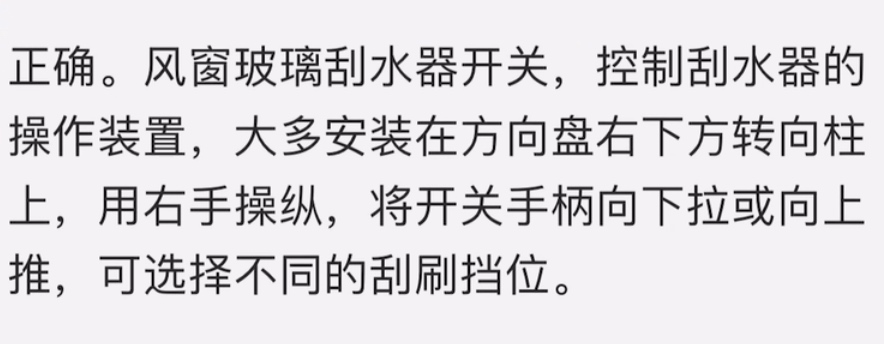 正确。风窗玻璃刮水器开关，控制刮水器的
操作装置，大多安装在方向盘右下方转向柱
上，用右手操纵，将开关手柄向下拉或向上
推，可选择不同的刮刷挡位。